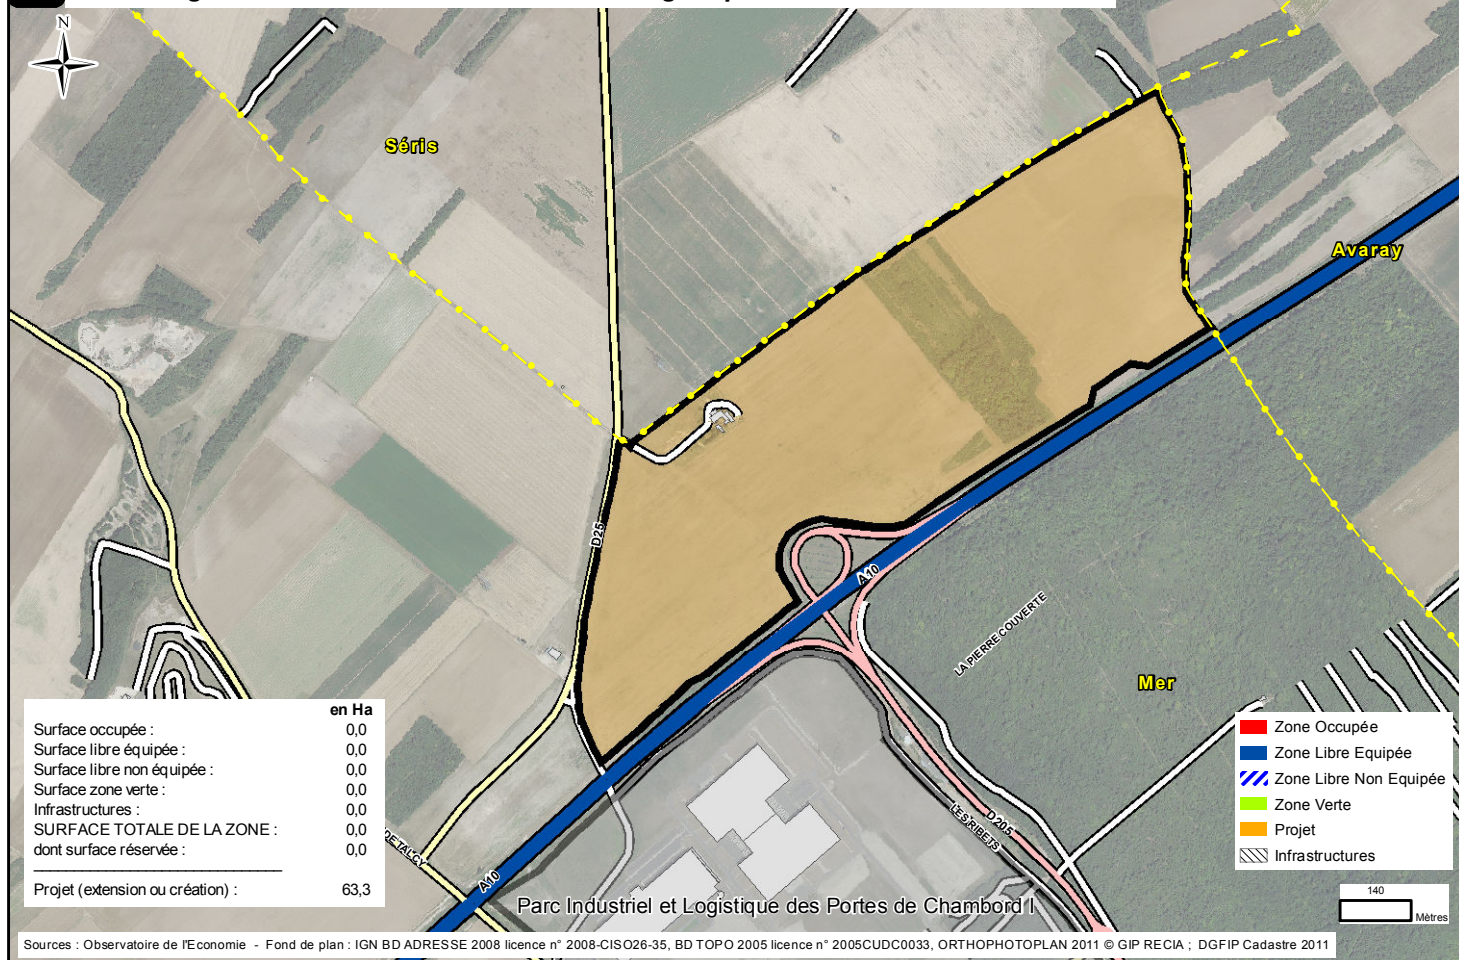 N
Séris
Avaray
D25
A10
LA PIERRE COUVERTE
Mer
en Ha
Surface occupée : 0,0
Surface libre équipée : 0,0
Surface libre non équipée : 0,0
Surface zone verte : 0,0
Infrastructures : 0,0
SURFACE TOTALE DE LA ZONE : 0,0
dont surface réservée : 0,0
Projet (extension ou création) : 63,3
Zone Occupée
Zone Libre Equipée
Zone Libre Non Equipée
Zone Verte
Projet
Infrastructures
DE TALCY
A10
LES RIBETS
D205
140
Mètres
Parc Industriel et Logistique des Portes de Chambord I
Sources : Observatoire de l'Economie - Fond de plan : IGN BD ADRESSE 2008 licence n° 2008-CISO26-35, BD TOPO 2005 licence n° 2005CUDC0033, ORTHOPHOTOPLAN 2011 © GIP RECIA ; DGFIP Cadastre 2011